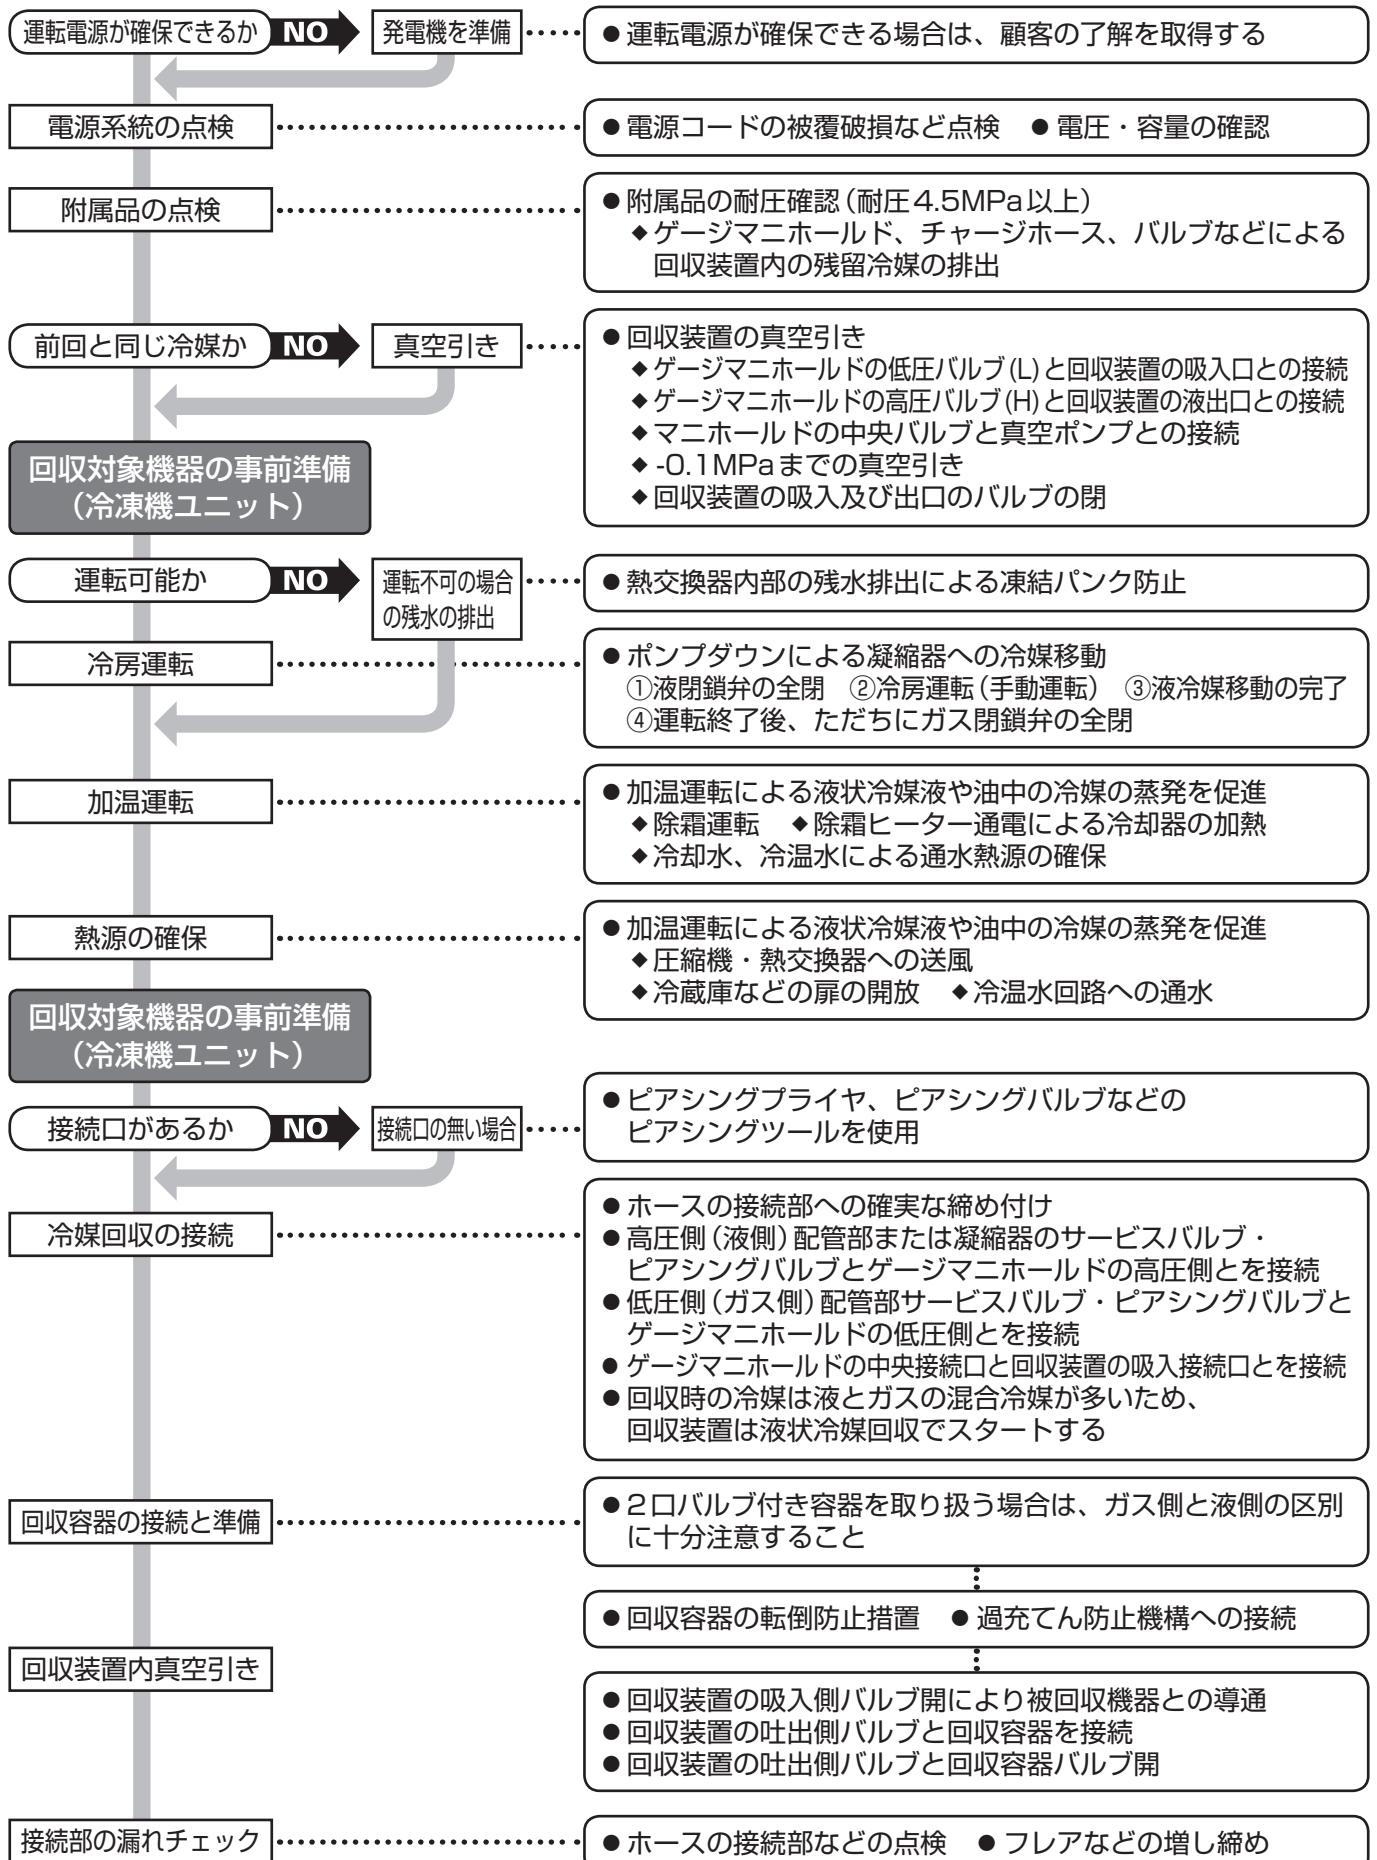 運転電源が確保できるか NO 発電機を準備 ●運転電源が確保できる場合は、顧客の了解を取得する
電源系統の点検 ●電源コードの被覆破損など点検 ●電圧・容量の確認
附属品の点検 ●附属品の耐圧確認(耐圧4.5MPa以上)
◆ゲージマニホールド、チャージホース、バルブなどによる
回収装置内の残留冷媒の排出
前回と同じ冷媒か NO 真空引き ●回収装置の真空引き
◆ゲージマニホールドの低圧バルブ(L)と回収装置の吸入口との接続
◆ゲージマニホールドの高圧バルブ(H)と回収装置の液出口との接続
◆マニホールドの中央バルブと真空ポンプとの接続
◆-0.1MPaまでの真空引き
◆回収装置の吸入及び出口のバルブの閉
回収対象機器の事前準備
(冷凍機ユニット)
運転可能か NO 運転不可の場合
の残水の排出
●熱交換器内部の残水排出による凍結パンク防止
冷房運転 ●ポンプダウンによる凝縮器への冷媒移動
①液閉鎖弁の全閉 ②冷房運転(手動運転) ③液冷媒移動の完了
④運転終了後、ただちにガス閉鎖弁の全閉
加温運転 ●加温運転による液状冷媒液や油中の冷媒の蒸発を促進
◆除霜運転 ◆除霜ヒーター通電による冷却器の加熱
◆冷却水、冷温水による通水熱源の確保
熱源の確保 ●加温運転による液状冷媒液や油中の冷媒の蒸発を促進
◆圧縮機・熱交換器への送風
◆冷蔵庫などの扉の開放 ◆冷温水回路への通水
回収対象機器の事前準備
(冷凍機ユニット)
接続口があるか NO 接続口の無い場合 ●ピアシングプライヤ、ピアシングバルブなどの
ピアシングツールを使用
冷媒回収の接続 ●ホースの接続部への確実な締め付け
●高圧側(液側)配管部または凝縮器のサービスバルブ・
ピアシングバルブとゲージマニホールドの高圧側とを接続
●低圧側(ガス側)配管部サービスバルブ・ピアシングバルブと
ゲージマニホールドの低圧側とを接続
●ゲージマニホールドの中央接続口と回収装置の吸入接続口とを接続
●回収時の冷媒は液とガスの混合冷媒が多いため、
回収装置は液状冷媒回収でスタートする
回収容器の接続と準備 ●2口バルブ付き容器を取り扱う場合は、ガス側と液側の区別
に十分注意すること
●回収容器の転倒防止措置 ●過充てん防止機構への接続
回収装置内真空引き
●回収装置の吸入側バルブ開により被回収機器との導通
●回収装置の吐出側バルブと回収容器を接続
●回収装置の吐出側バルブと回収容器バルブ開
接続部の漏れチェック ●ホースの接続部などの点検 ●フレアなどの増し締め